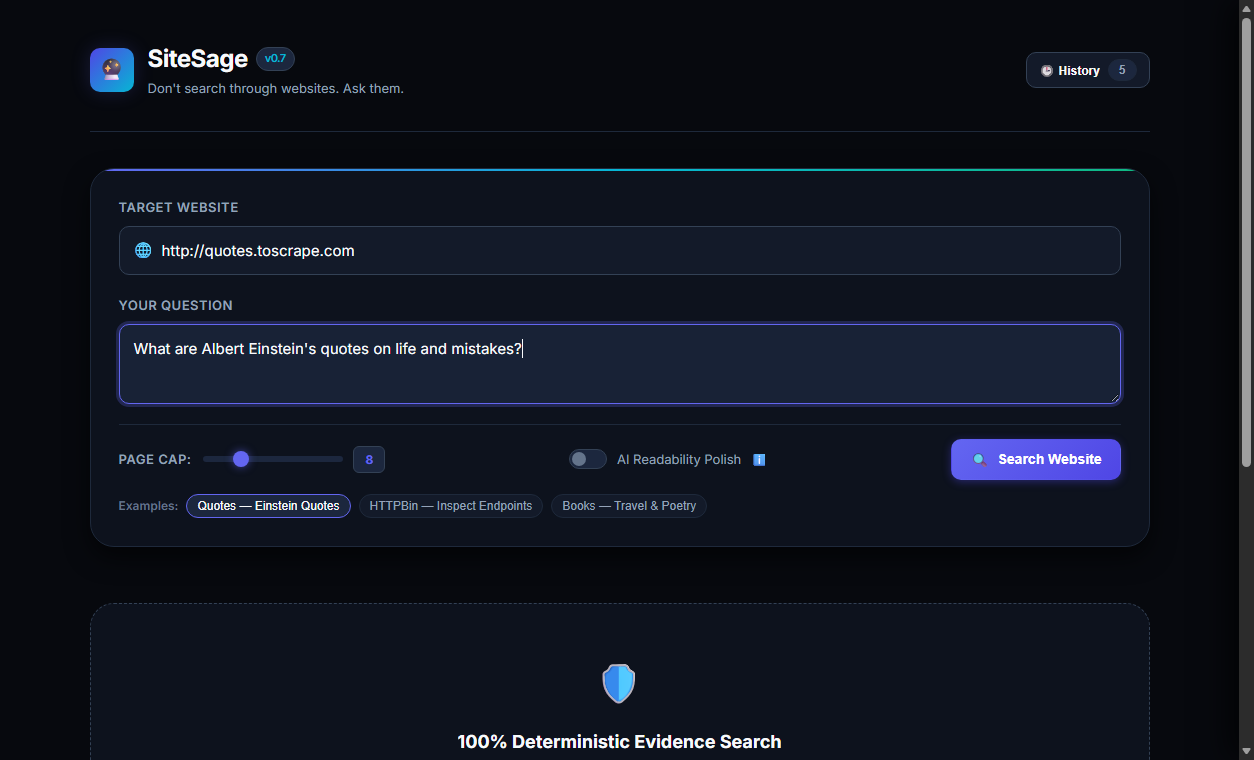 SiteSage v0.7
Don't search through websites. Ask them.
History 5
TARGET WEBSITE
http://quotes.toscrape.com
YOUR QUESTION
What are Albert Einstein's quotes on life and mistakes?
PAGE CAP: 8 AI Readability Polish i Search Website
Examples: Quotes — Einstein Quotes HTTPBin — Inspect Endpoints Books — Travel & Poetry
100% Deterministic Evidence Search